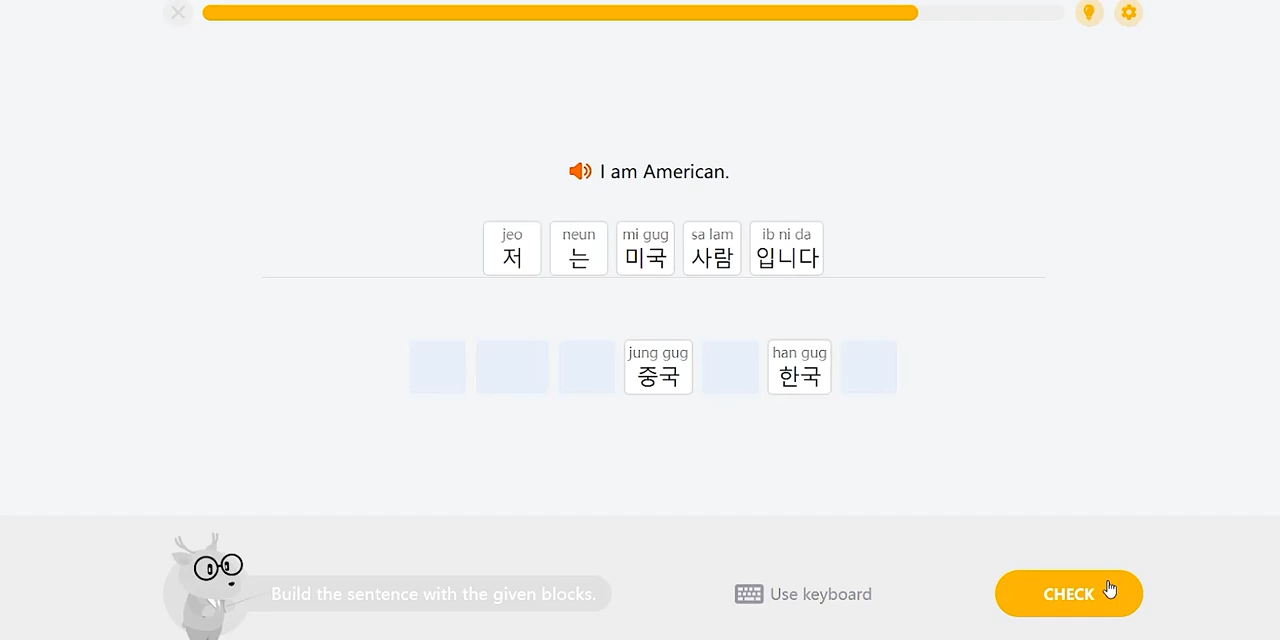 I am American.
jeo neun mi gug sa lam ib ni da
저 는 미국 사람 입니다
jung gug han gug
중국 한국
Build the sentence with the given blocks.
Use keyboard
CHECK